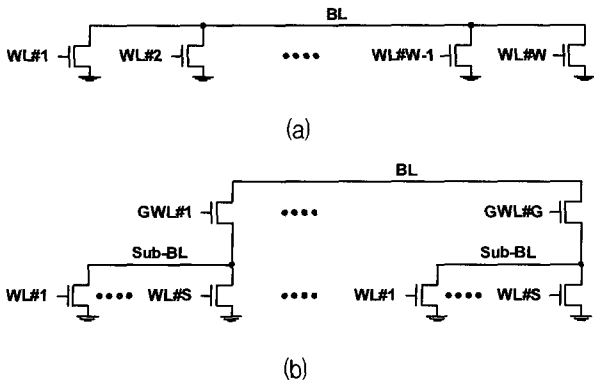 BL
WL#1 WL#2 •••• WL#W-1 WL#W
(a)
BL
GWL#1 •••• GWL#G
Sub-BL Sub-BL
WL#1 •••• WL#S •••• WL#1 •••• WL#S
(b)